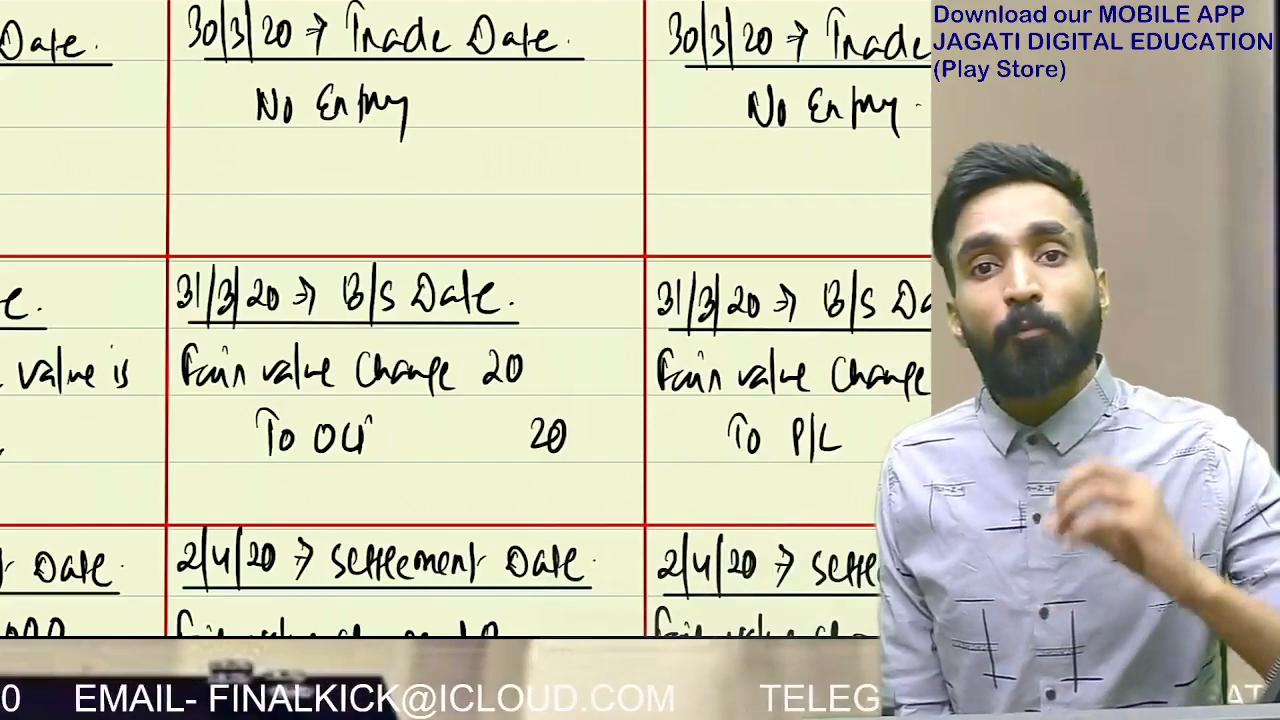 Download our MOBILE APP
JAGATI DIGITAL EDUCATION
(Play Store)
Date.
30/3/20 ⇒ Trade Date.
No Entry
30/3/20 ⇒ Trade
No Entry.
31/3/20 ⇒ B/S Date.
Fair value Change 20
To OCI 20
31/3/20 ⇒ B/S Da
Fair value Change
To P/L
e.
value is
Date.
2/4/20 ⇒ Settlement Date.
2/4/20 ⇒ Settle
0 EMAIL- FINALKICK@ICLOUD.COM TELEG AT